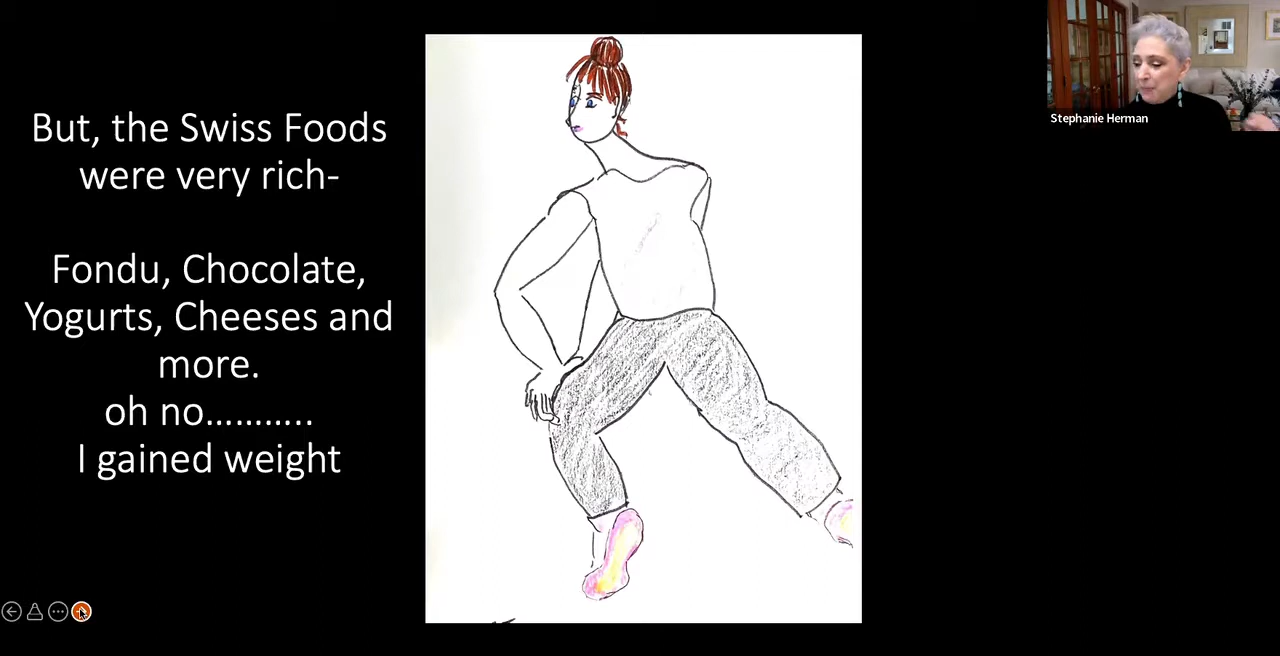 But, the Swiss Foods
were very rich-
Fondu, Chocolate,
Yogurts, Cheeses and
more.
oh no………..
I gained weight
Stephanie Herman